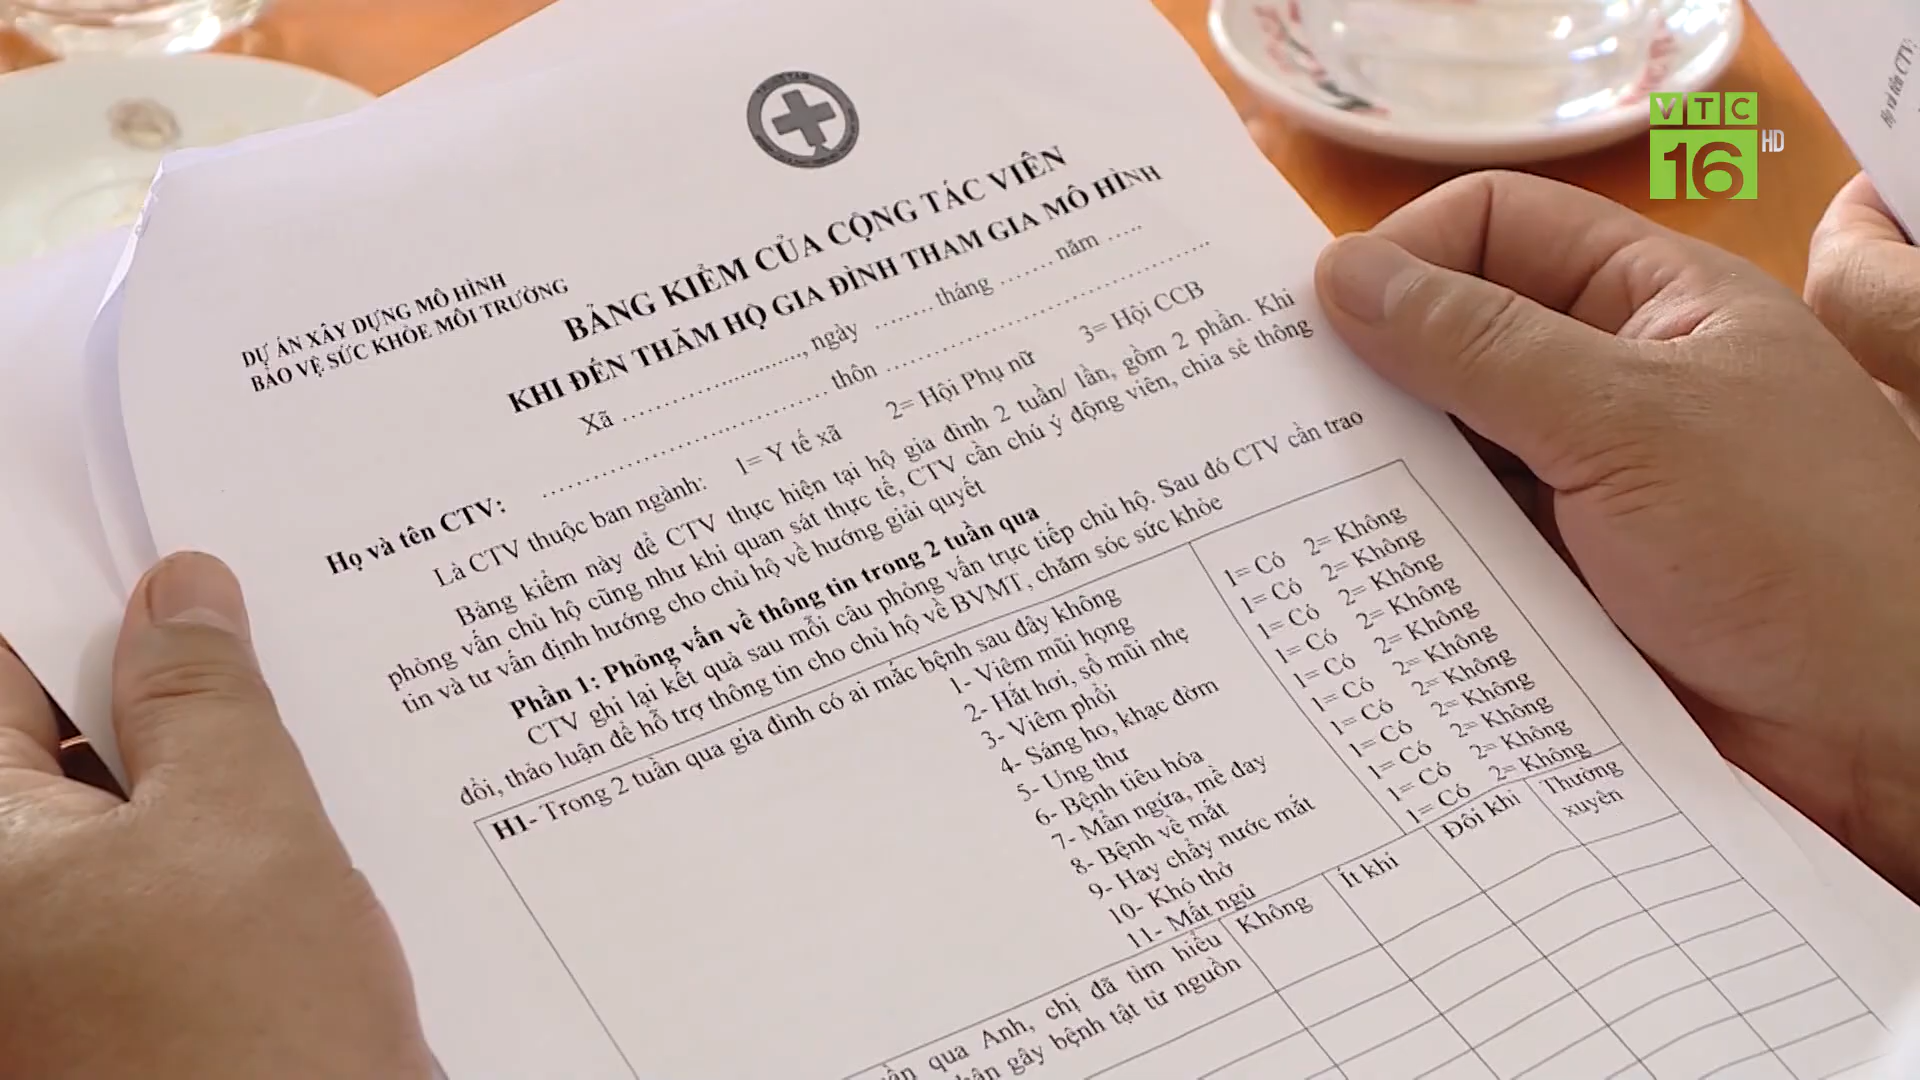 VTC
16 HD
DỰ ÁN XÂY DỰNG MÔ HÌNH
BẢO VỆ SỨC KHỎE MÔI TRƯỜNG
BẢNG KIỂM CỦA CỘNG TÁC VIÊN
KHI ĐẾN THĂM HỘ GIA ĐÌNH THAM GIA MÔ HÌNH
Xã ........................, ngày ........ tháng ....... năm .....
Họ và tên CTV: .................................... thôn ........................................
Là CTV thuộc ban ngành: 1= Y tế xã 2= Hội Phụ nữ 3= Hội CCB
Bảng kiểm này để CTV thực hiện tại hộ gia đình 2 tuần/ lần, gồm 2 phần. Khi
phỏng vấn chủ hộ cũng như khi quan sát thực tế, CTV cần chú ý động viên, chia sẻ thông
tin và tư vấn định hướng cho chủ hộ về hướng giải quyết
Phần 1: Phỏng vấn về thông tin trong 2 tuần qua
CTV ghi lại kết quả sau mỗi câu phỏng vấn trực tiếp chủ hộ. Sau đó CTV cần trao
đổi, thảo luận để hỗ trợ thông tin cho chủ hộ về BVMT, chăm sóc sức khỏe
H1- Trong 2 tuần qua gia đình có ai mắc bệnh sau đây không
1- Viêm mũi họng 1= Có 2= Không
2- Hắt hơi, sổ mũi nhẹ 1= Có 2= Không
3- Viêm phổi 1= Có 2= Không
4- Sáng ho, khạc đờm 1= Có 2= Không
5- Ung thư 1= Có 2= Không
6- Bệnh tiêu hóa 1= Có 2= Không
7- Mẩn ngứa, mề đay 1= Có 2= Không
8- Bệnh về mắt 1= Có 2= Không
9- Hay chảy nước mắt 1= Có 2= Không
10- Khó thở 1= Có 2= Không
11- Mất ngủ 1= Có 2= Không
Không Ít khi Đôi khi Thường
xuyên
qua Anh, chị đã tìm hiểu
gây bệnh tật từ nguồn
Họ và tên CTV: